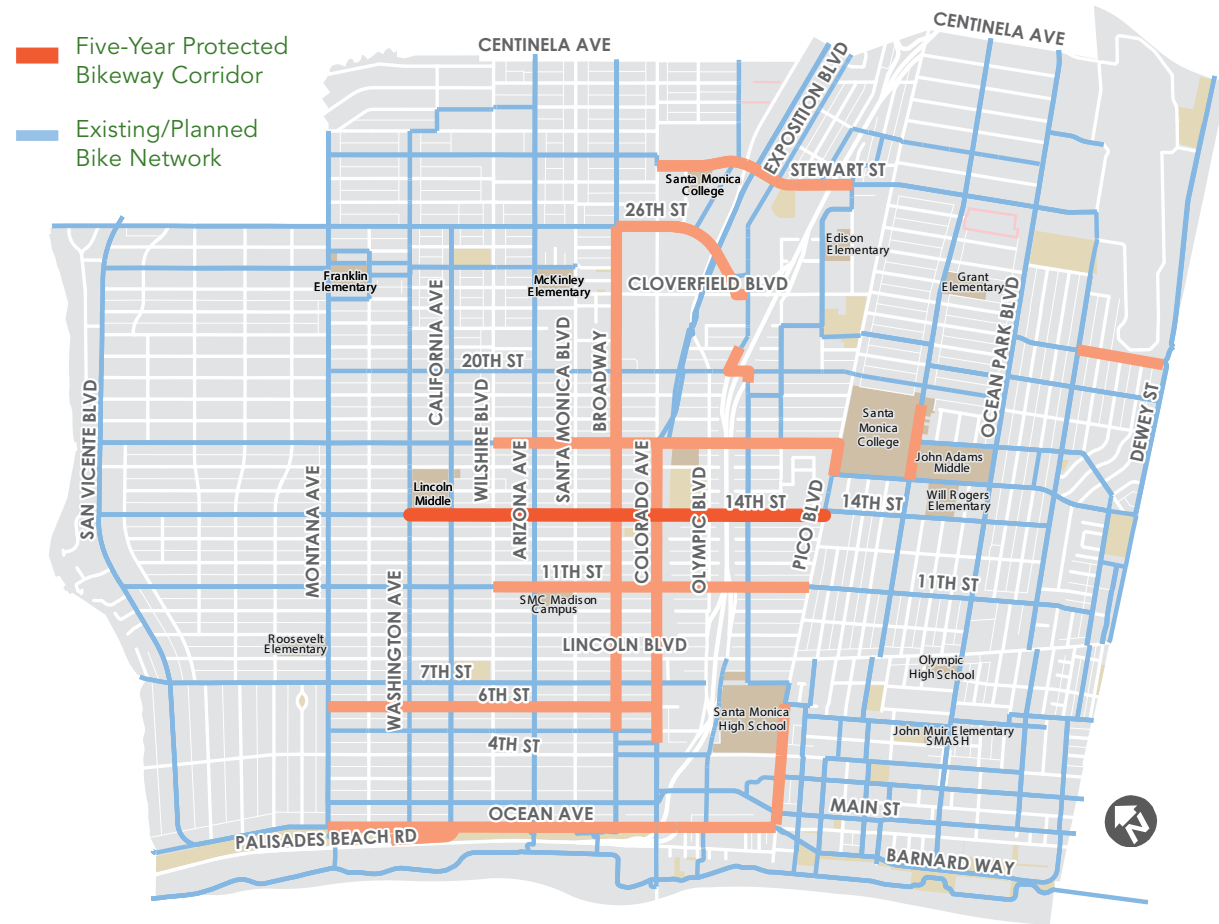 Five-Year Protected
Bikeway Corridor
Existing/Planned
Bike Network
CENTINELA AVE
CENTINELA AVE
EXPOSITION BLVD
STEWART ST
Santa Monica
College
26TH ST
Edison
Elementary
Franklin
Elementary
McKinley
Elementary
CLOVERFIELD BLVD
Grant
Elementary
CALIFORNIA AVE
SANTA MONICA BLVD
BROADWAY
OCEAN PARK BLVD
20TH ST
SAN VICENTE BLVD
WILSHIRE BLVD
DEWEY ST
Santa
Monica
College
ARIZONA AVE
COLORADO AVE
John Adams
Middle
MONTANA AVE
Lincoln
Middle
OLYMPIC BLVD
14TH ST
PICO BLVD
14TH ST
Will Rogers
Elementary
11TH ST
11TH ST
WASHINGTON AVE
SMC Madison
Campus
Roosevelt
Elementary
LINCOLN BLVD
Olympic
High School
7TH ST
6TH ST
Santa Monica
High School
4TH ST
John Muir Elementary
SMASH
OCEAN AVE
MAIN ST
PALISADES BEACH RD
BARNARD WAY
N